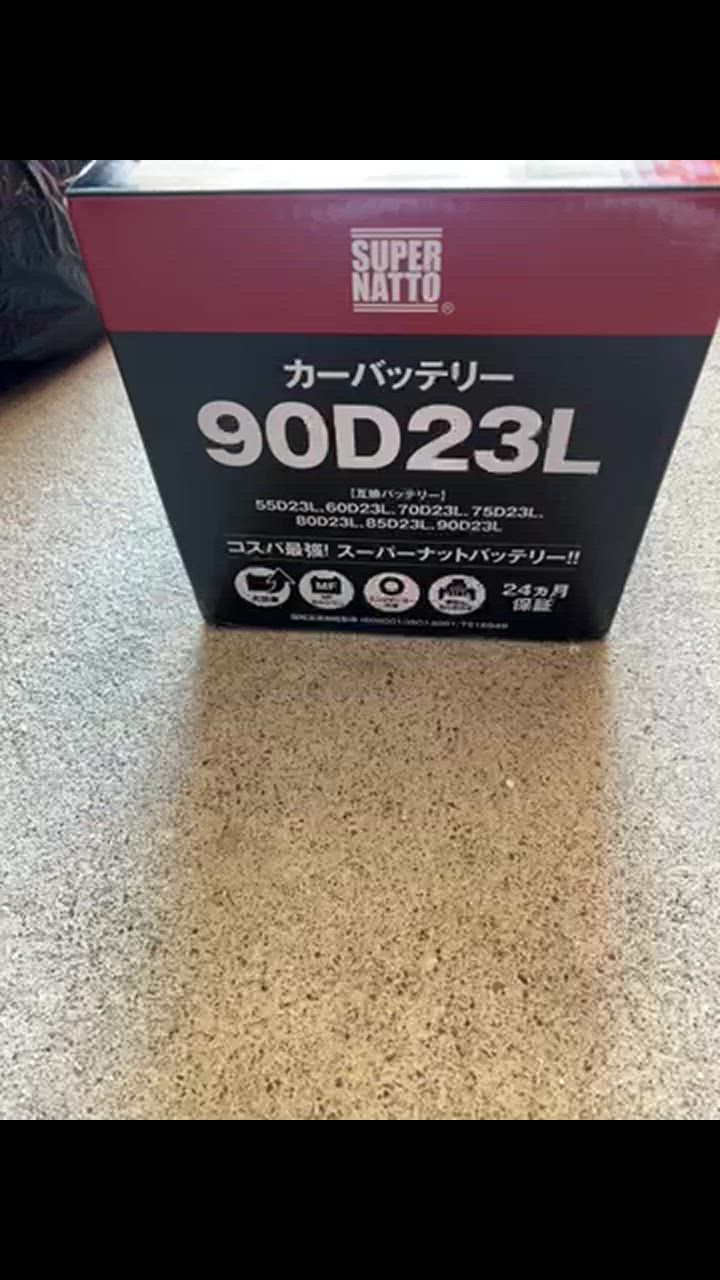 SUPER
NATTO®
カーバッテリー
90D23L
【互換バッテリー】
55D23L、60D23L、70D23L、75D23L、
80D23L、85D23L、90D23L
コスパ最強! スーパーナットバッテリー!!
MF
24ヵ月
保証